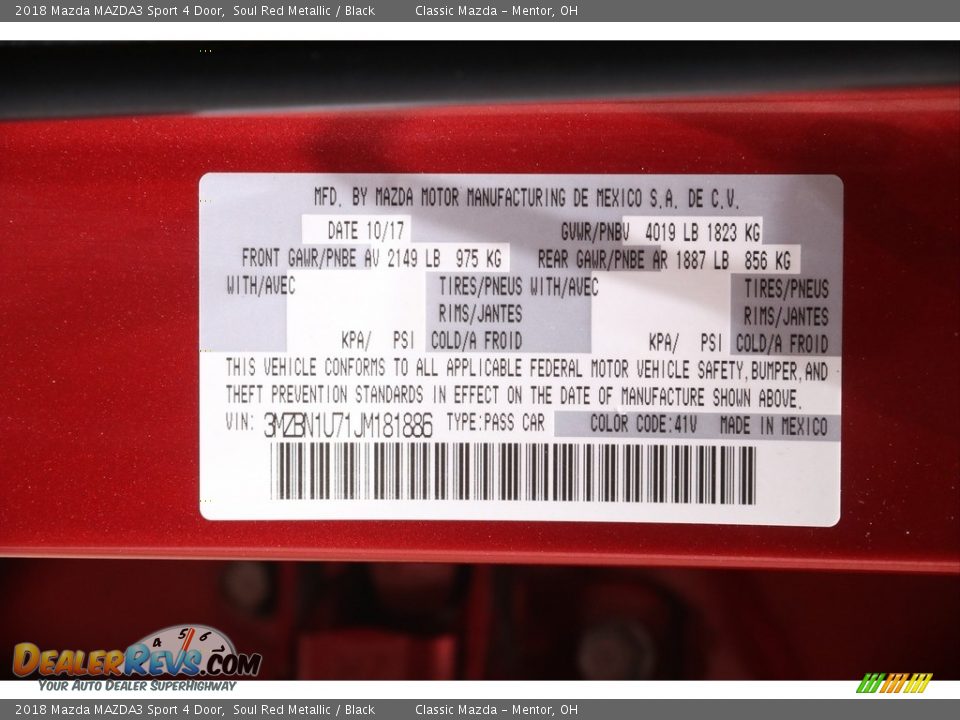 2018 Mazda MAZDA3 Sport 4 Door, Soul Red Metallic / Black Classic Mazda - Mentor, OH
MFD. BY MAZDA MOTOR MANUFACTURING DE MEXICO S.A. DE C.V.
DATE 10/17 GVWR/PNBV 4019 LB 1823 KG
FRONT GAWR/PNBE AV 2149 LB 975 KG REAR GAWR/PNBE AR 1887 LB 856 KG
WITH/AVEC TIRES/PNEUS WITH/AVEC TIRES/PNEUS
RIMS/JANTES RIMS/JANTES
KPA/ PSI COLD/A FROID KPA/ PSI COLD/A FROID
THIS VEHICLE CONFORMS TO ALL APPLICABLE FEDERAL MOTOR VEHICLE SAFETY,BUMPER,AND
THEFT PREVENTION STANDARDS IN EFFECT ON THE DATE OF MANUFACTURE SHOWN ABOVE.
VIN: 3MZBN1U71JM181886 TYPE:PASS CAR COLOR CODE:41V MADE IN MEXICO
4 5 6
DEALERREVS.COM
YOUR AUTO DEALER SUPERHIGHWAY
2018 Mazda MAZDA3 Sport 4 Door, Soul Red Metallic / Black Classic Mazda - Mentor, OH